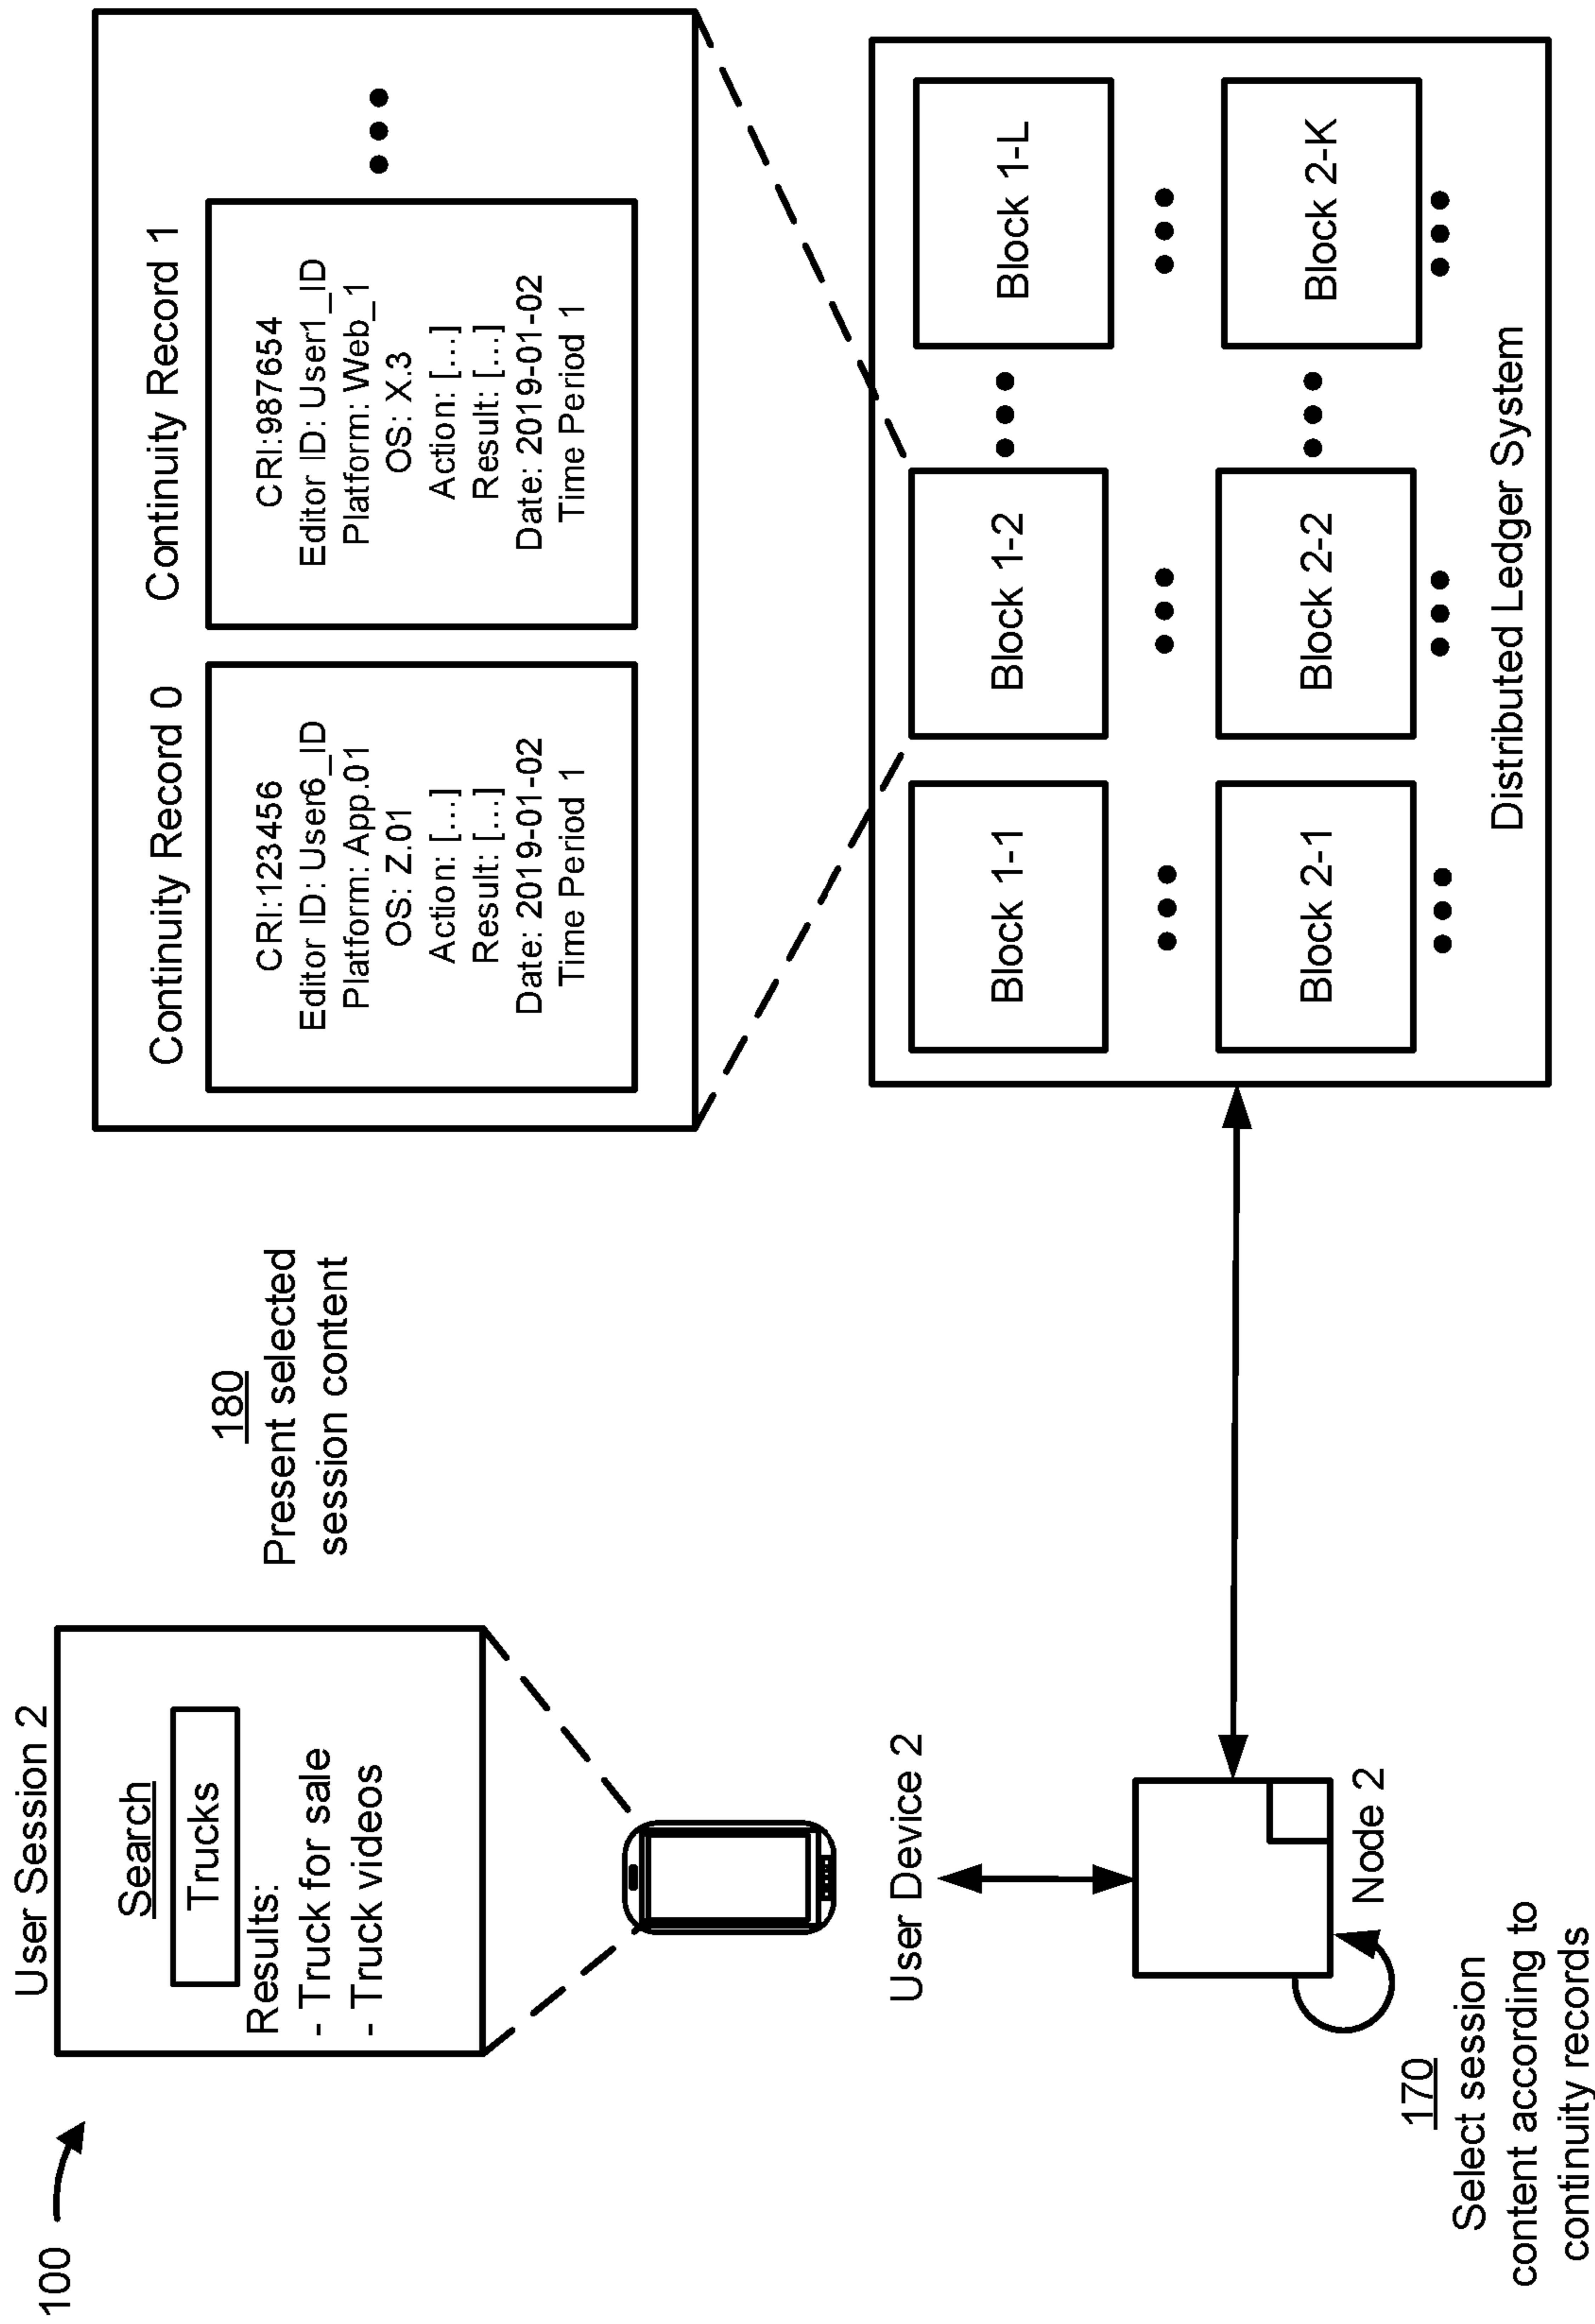 100
User Session 2
Search
Trucks
Results:
- Truck for sale
- Truck videos
180
Present selected
session content
Continuity Record 0
CRI:123456
Editor ID: User6_ID
Platform: App.01
OS: Z.01
Action: [...]
Result: [...]
Date: 2019-01-02
Time Period 1
Continuity Record 1
CRI:987654
Editor ID: User1_ID
Platform: Web_1
OS: X.3
Action: [...]
Result: [...]
Date: 2019-01-02
Time Period 1
User Device 2
Node 2
170
Select session
content according to
continuity records
Block 1-1
Block 1-2
Block 1-L
Block 2-1
Block 2-2
Block 2-K
Distributed Ledger System